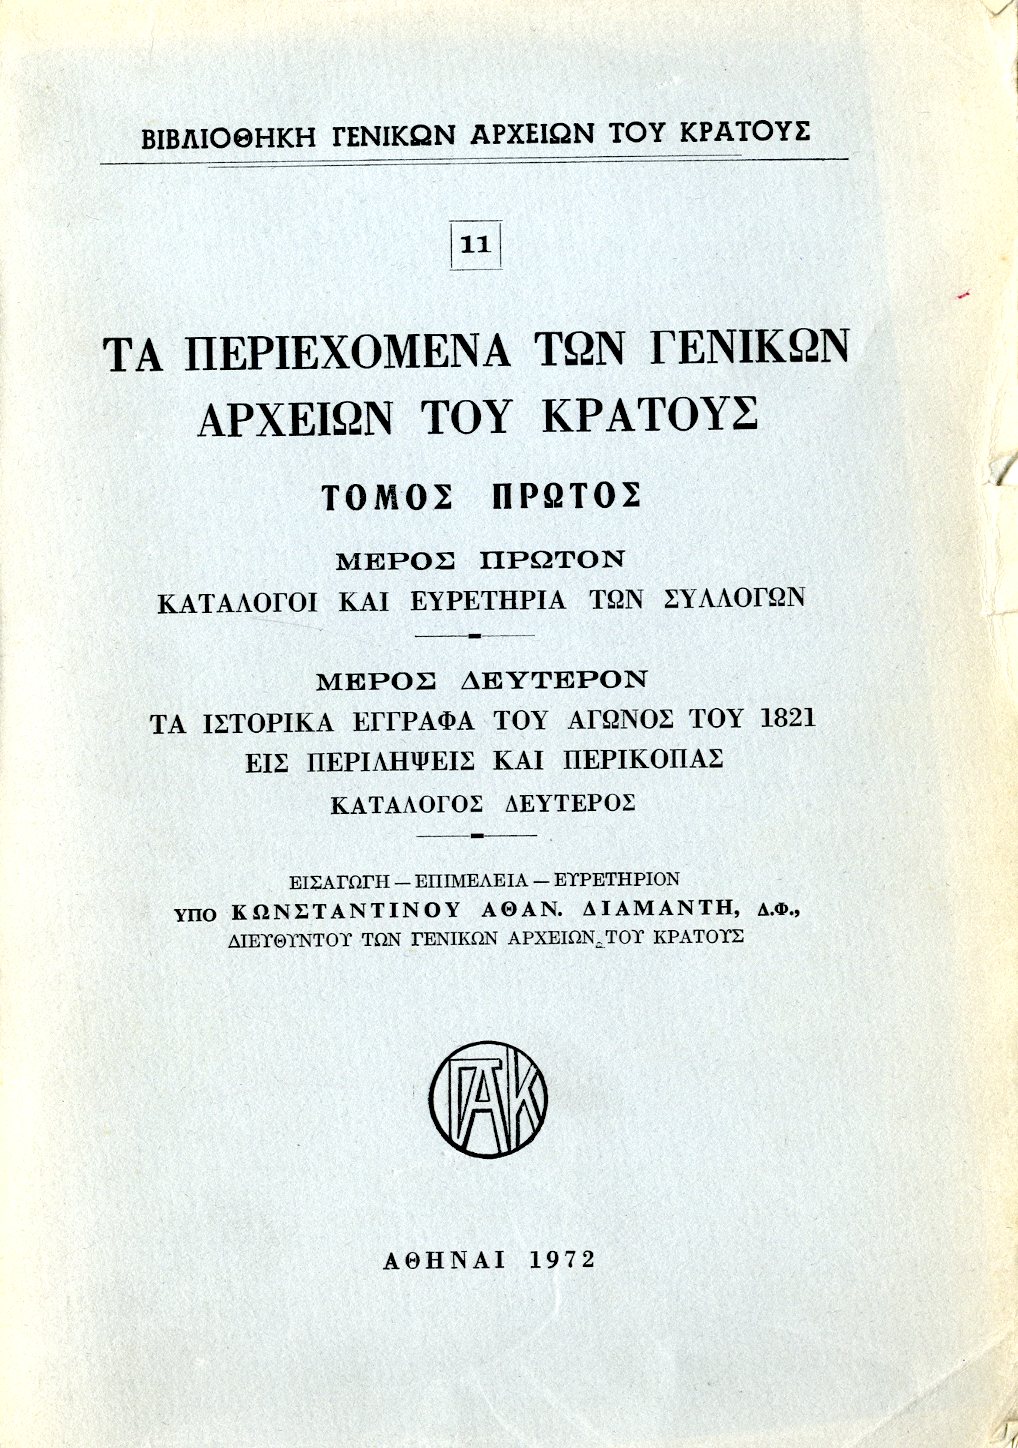 ΒΙΒΛΙΟΘΗΚΗ ΓΕΝΙΚΩΝ ΑΡΧΕΙΩΝ ΤΟΥ ΚΡΑΤΟΥΣ
11
ΤΑ ΠΕΡΙΕΧΟΜΕΝΑ ΤΩΝ ΓΕΝΙΚΩΝ
ΑΡΧΕΙΩΝ ΤΟΥ ΚΡΑΤΟΥΣ
ΤΟΜΟΣ ΠΡΩΤΟΣ
ΜΕΡΟΣ ΠΡΩΤΟΝ
ΚΑΤΑΛΟΓΟΙ ΚΑΙ ΕΥΡΕΤΗΡΙΑ ΤΩΝ ΣΥΛΛΟΓΩΝ
ΜΕΡΟΣ ΔΕΥΤΕΡΟΝ
ΤΑ ΙΣΤΟΡΙΚΑ ΕΓΓΡΑΦΑ ΤΟΥ ΑΓΩΝΟΣ ΤΟΥ 1821
ΕΙΣ ΠΕΡΙΛΗΨΕΙΣ ΚΑΙ ΠΕΡΙΚΟΠΑΣ
ΚΑΤΑΛΟΓΟΣ ΔΕΥΤΕΡΟΣ
ΕΙΣΑΓΩΓΗ — ΕΠΙΜΕΛΕΙΑ — ΕΥΡΕΤΗΡΙΟΝ
ΥΠΟ ΚΩΝΣΤΑΝΤΙΝΟΥ ΑΘΑΝ. ΔΙΑΜΑΝΤΗ, Δ.Φ.,
ΔΙΕΥΘΥΝΤΟΥ ΤΩΝ ΓΕΝΙΚΩΝ ΑΡΧΕΙΩΝ ΤΟΥ ΚΡΑΤΟΥΣ
ΓΑΚ
ΑΘΗΝΑΙ 1972